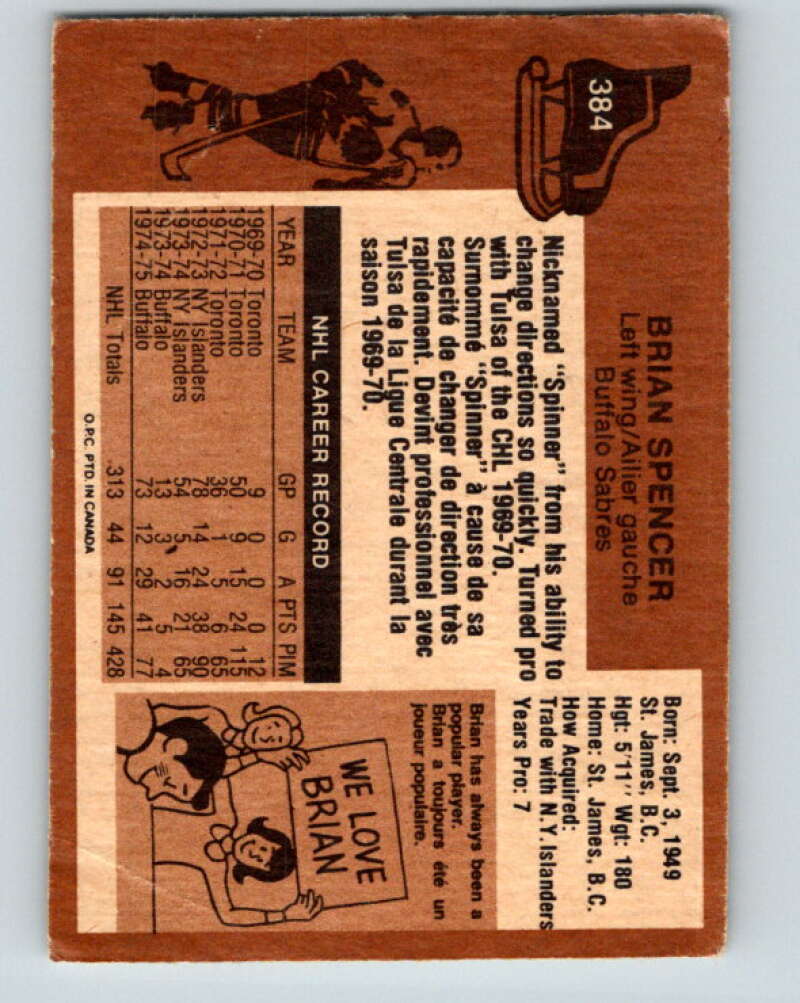 384
BRIAN SPENCER
Left wing/Ailier gauche
Buffalo Sabres
Born: Sept. 3, 1949
St. James, B.C.
Hgt: 5'11" Wgt: 180
Home: St. James, B.C.
How Acquired:
Trade with N.Y. Islanders
Years Pro: 7
Nicknamed "Spinner" from his ability to
change directions so quickly. Turned pro
with Tulsa of the CHL 1969-70.
Surnommé "Spinner" à cause de sa
capacité de changer de direction très
rapidement. Devint professionnel avec
Tulsa de la Ligue Centrale durant la
saison 1969-70.
NHL CAREER RECORD
YEAR TEAM GP G A PTS PIM
1969-70 Toronto 9 0 0 0 12
1970-71 Toronto 50 9 15 24 115
1971-72 Toronto 36 1 5 6 65
1972-73 NY Islanders 78 14 24 38 90
1973-74 NY Islanders 54 5 16 21 65
1973-74 Buffalo 13 3 2 5 4
1974-75 Buffalo 73 12 29 41 77
NHL Totals 313 44 91 145 428
Brian has always been a
popular player.
Brian a toujours été un
joueur populaire.
WE LOVE
BRIAN
O.P.C. PTD. IN CANADA